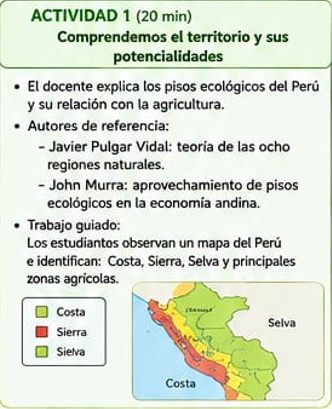 ACTIVIDAD 1 (20 min)
Comprendemos el territorio y sus
potencialidades
• El docente explica los pisos ecológicos del Perú
y su relación con la agricultura.
• Autores de referencia:
– Javier Pulgar Vidal: teoría de las ocho
regiones naturales.
– John Murra: aprovechamiento de pisos
ecológicos en la economía andina.
• Trabajo guiado:
Los estudiantes observan un mapa del Perú
e identifican: Costa, Sierra, Selva y principales
zonas agrícolas.
Costa
Sierra
Sielva
Selva
Costa